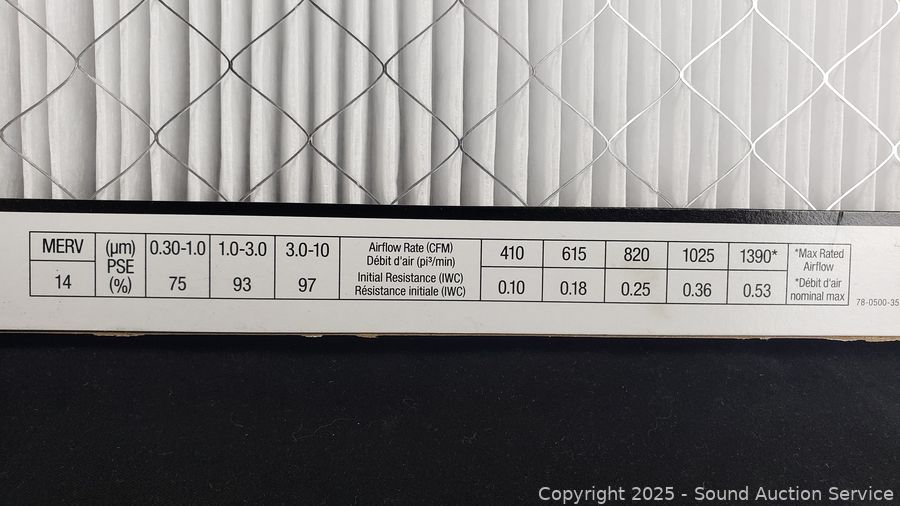 MERV (µm) 0.30-1.0 1.0-3.0 3.0-10 Airflow Rate (CFM) 410 615 820 1025 1390* *Max Rated
PSE Débit d'air (pi³/min) Airflow
14 (%) 75 93 97 Initial Resistance (IWC) 0.10 0.18 0.25 0.36 0.53 *Débit d'air
Résistance initiale (IWC) nominal max
78-0500-35
Copyright 2025 - Sound Auction Service